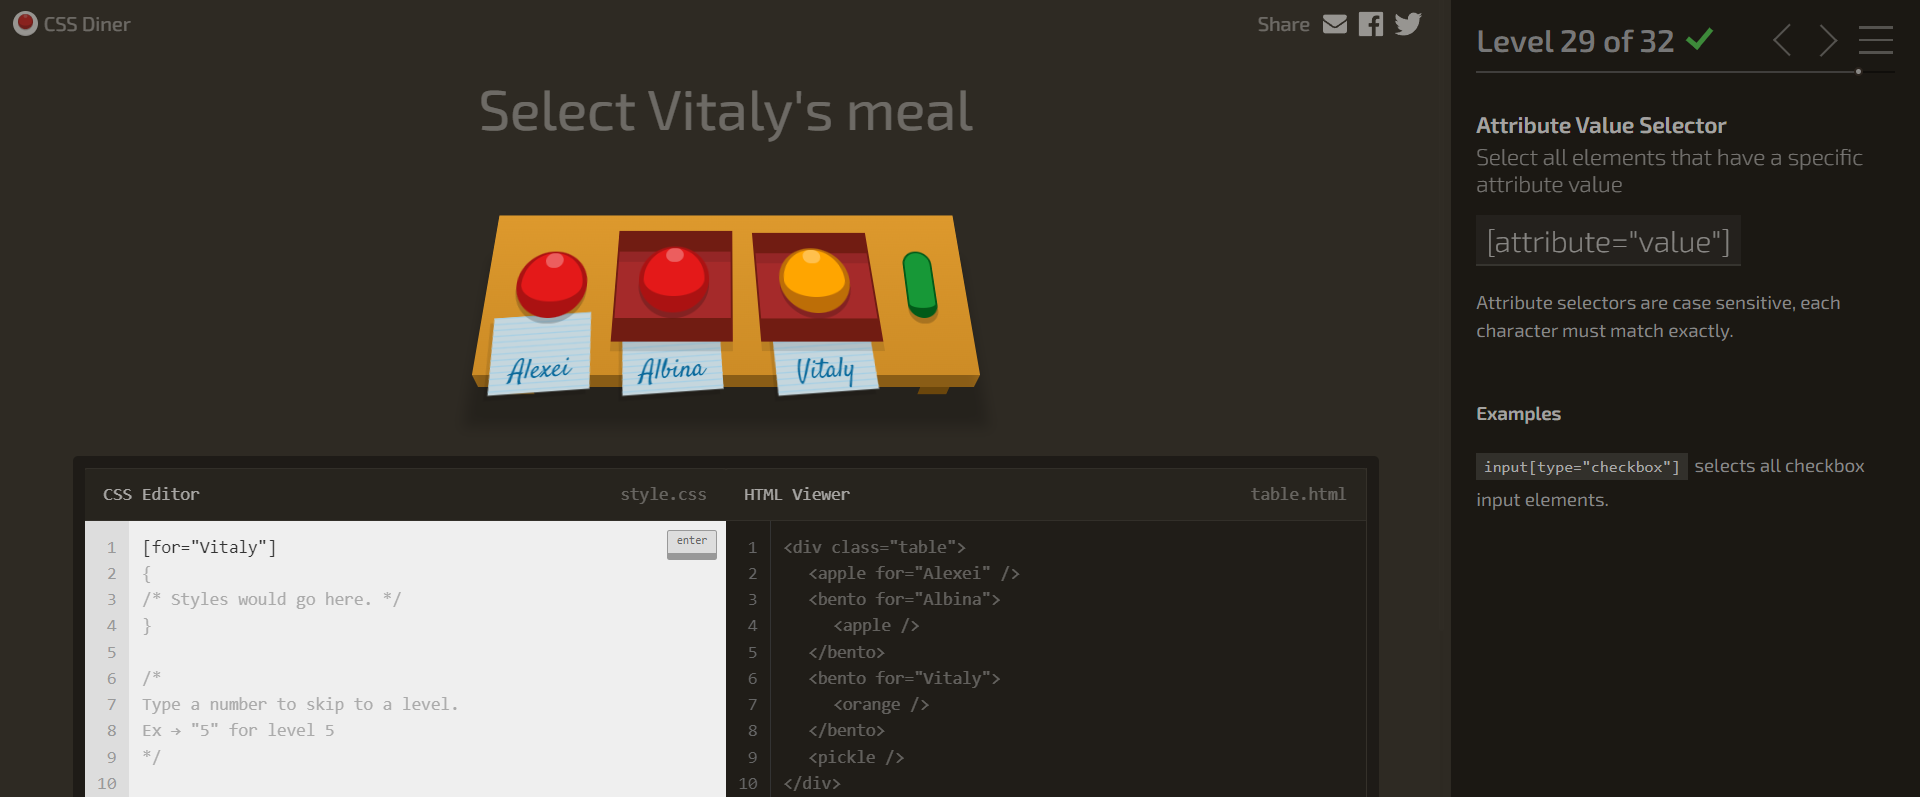 CSS Diner
Share
Select Vitaly's meal
Alexei
Albina
Vitaly
CSS Editor
style.css
1 [for="Vitaly"]
enter
2 {
3 /* Styles would go here. */
4 }
5
6 /*
7 Type a number to skip to a level.
8 Ex → "5" for level 5
9 */
10
HTML Viewer
table.html
1 <div class="table">
2 <apple for="Alexei" />
3 <bento for="Albina">
4 <apple />
5 </bento>
6 <bento for="Vitaly">
7 <orange />
8 </bento>
9 <pickle />
10 </div>
Level 29 of 32
Attribute Value Selector
Select all elements that have a specific
attribute value
[attribute="value"]
Attribute selectors are case sensitive, each
character must match exactly.
Examples
input[type="checkbox"] selects all checkbox
input elements.